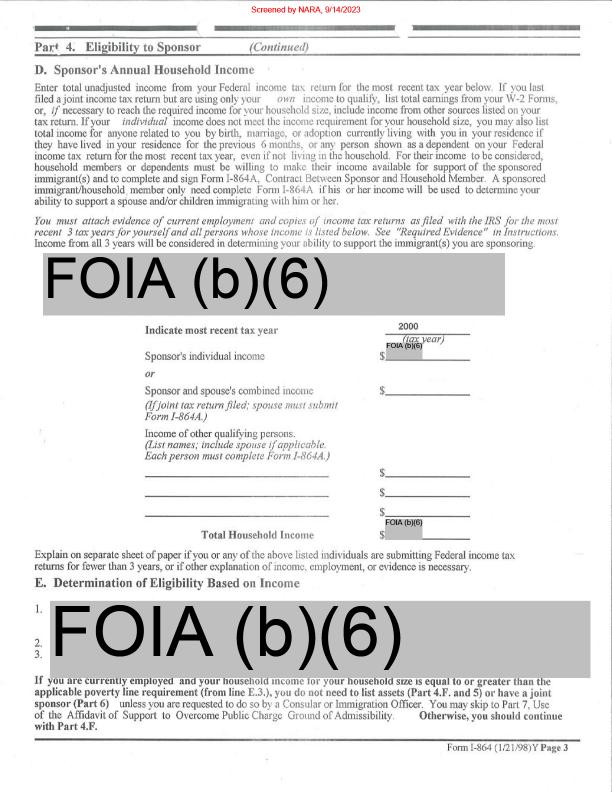 Screened by NARA, 9/14/2023
Part 4. Eligibility to Sponsor (Continued)
D. Sponsor's Annual Household Income
Enter total unadjusted income from your Federal income tax return for the most recent tax year below. If you last
filed a joint income tax return but are using only your own income to qualify, list total earnings from your W-2 Forms,
or, if necessary to reach the required income for your household size, include income from other sources listed on your
tax return. If your individual income does not meet the income requirement for your household size, you may also list
total income for anyone related to you by birth, marriage, or adoption currently living with you in your residence if
they have lived in your residence for the previous 6 months, or any person shown as a dependent on your Federal
income tax return for the most recent tax year, even if not living in the household. For their income to be considered,
household members or dependents must be willing to make their income available for support of the sponsored
immigrant(s) and to complete and sign Form I-864A, Contract Between Sponsor and Household Member. A sponsored
immigrant/household member only need complete Form I-864A if his or her income will be used to determine your
ability to support a spouse and/or children immigrating with him or her.
You must attach evidence of current employment and copies of income tax returns as filed with the IRS for the most
recent 3 tax years for yourself and all persons whose income is listed below. See "Required Evidence" in Instructions.
Income from all 3 years will be considered in determining your ability to support the immigrant(s) you are sponsoring.
FOIA (b)(6)
Indicate most recent tax year 2000
(tax year)
FOIA (b)(6)
Sponsor's individual income $
or
Sponsor and spouse's combined income $
(If joint tax return filed; spouse must submit
Form I-864A.)
Income of other qualifying persons.
(List names; include spouse if applicable.
Each person must complete Form I-864A.)
$
$
$
FOIA (b)(6)
Total Household Income $
Explain on separate sheet of paper if you or any of the above listed individuals are submitting Federal income tax
returns for fewer than 3 years, or if other explanation of income, employment, or evidence is necessary.
E. Determination of Eligibility Based on Income
1.
FOIA (b)(6)
2.
3.
If you are currently employed and your household income for your household size is equal to or greater than the
applicable poverty line requirement (from line E.3.), you do not need to list assets (Part 4.F. and 5) or have a joint
sponsor (Part 6) unless you are requested to do so by a Consular or Immigration Officer. You may skip to Part 7, Use
of the Affidavit of Support to Overcome Public Charge Ground of Admissibility. Otherwise, you should continue
with Part 4.F.
Form I-864 (1/21/98)Y Page 3